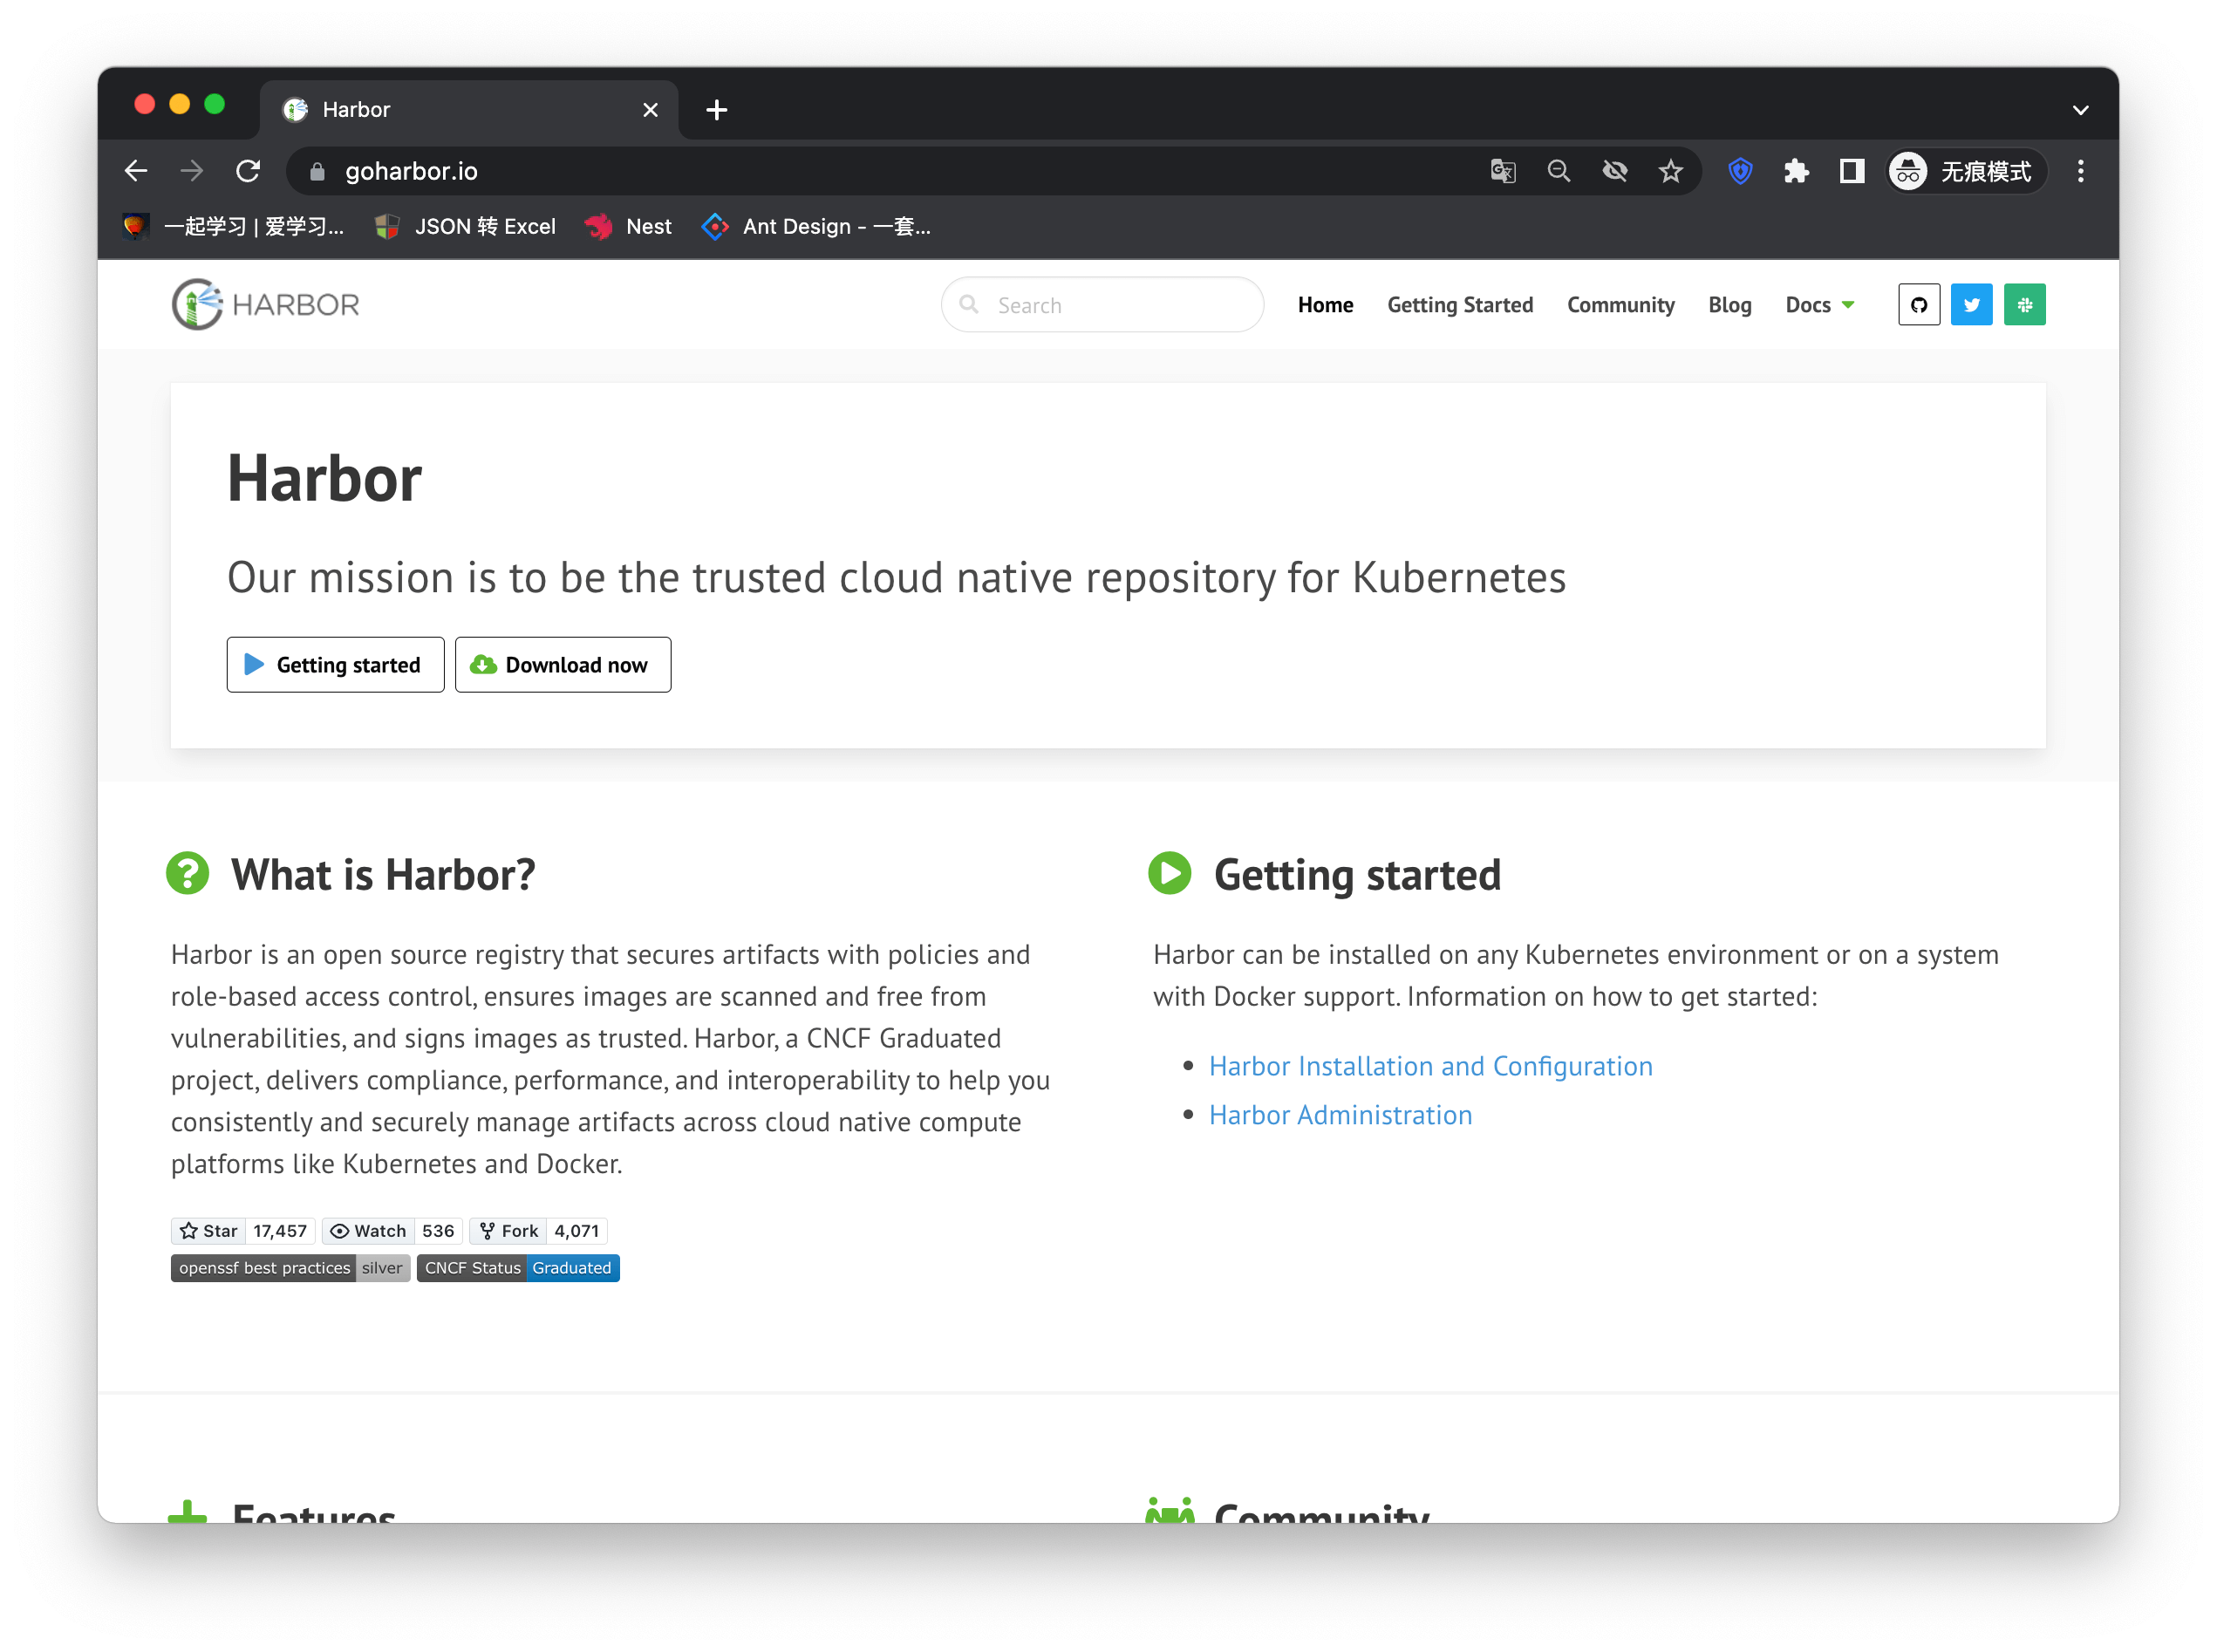 Harbor
goharbor.io
无痕模式
一起学习 | 爱学习...
JSON 转 Excel
Nest
Ant Design - 一套...
HARBOR
Search
Home
Getting Started
Community
Blog
Docs
Harbor
Our mission is to be the trusted cloud native repository for Kubernetes
Getting started
Download now
What is Harbor?
Harbor is an open source registry that secures artifacts with policies and
role-based access control, ensures images are scanned and free from
vulnerabilities, and signs images as trusted. Harbor, a CNCF Graduated
project, delivers compliance, performance, and interoperability to help you
consistently and securely manage artifacts across cloud native compute
platforms like Kubernetes and Docker.
Star 17,457 Watch 536 Fork 4,071
openssf best practices silver CNCF Status Graduated
Getting started
Harbor can be installed on any Kubernetes environment or on a system
with Docker support. Information on how to get started:
Harbor Installation and Configuration
Harbor Administration
Features
Community